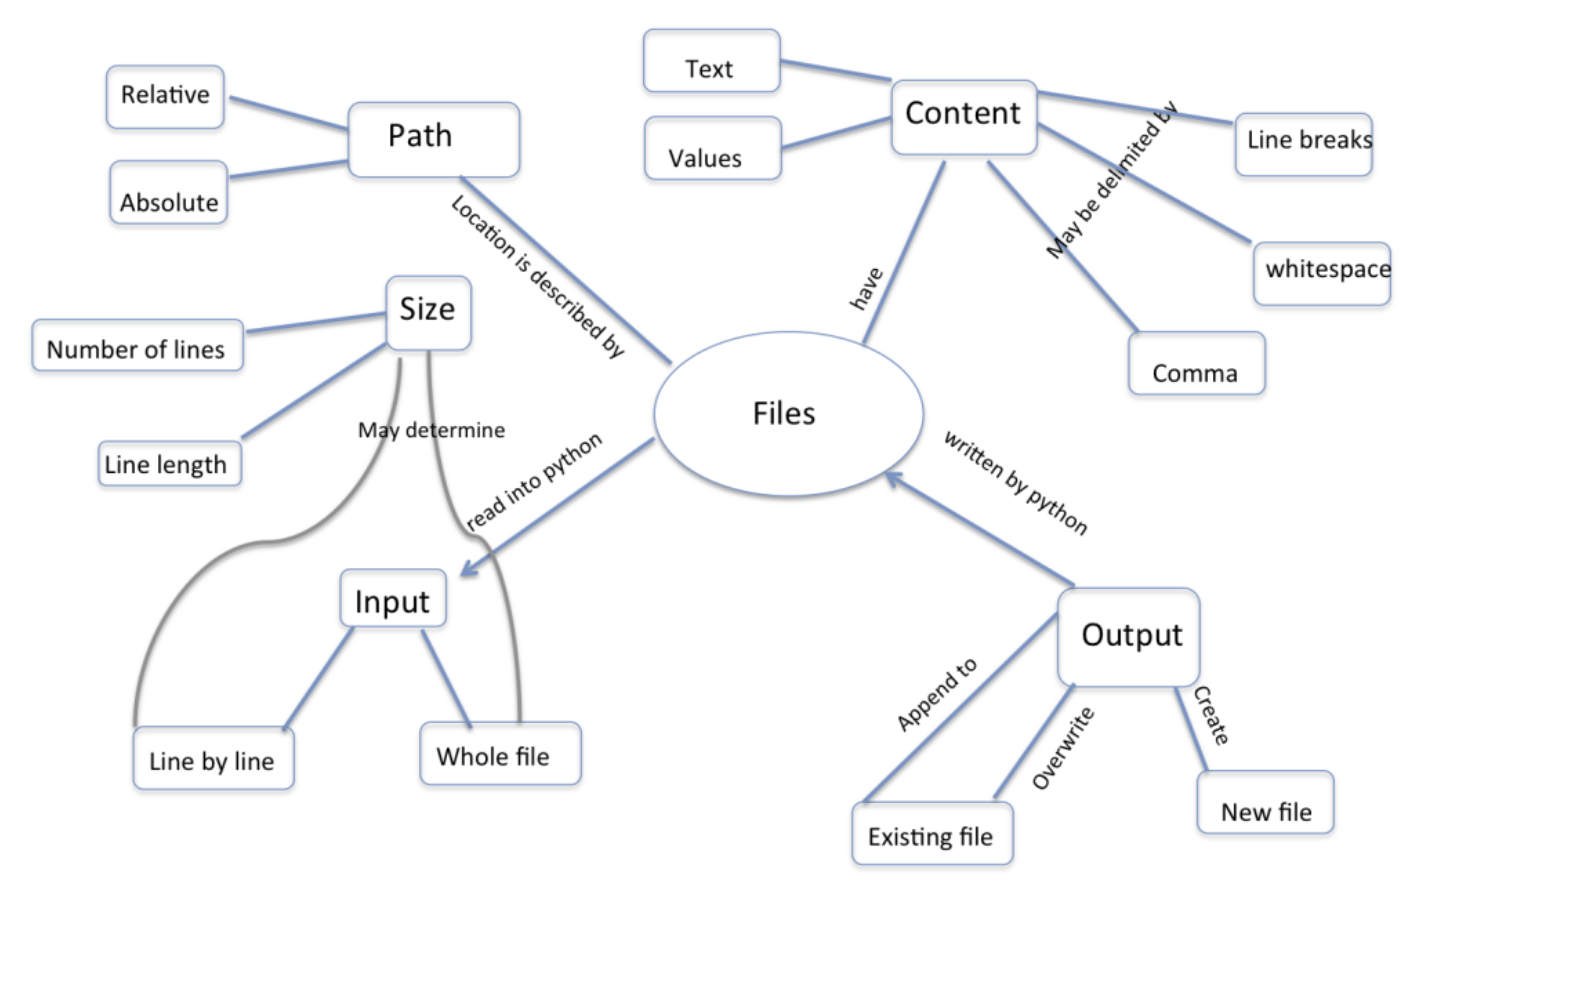 Text
Relative
Path
Content
Line breaks
Values
Absolute
Location is described by
May be delimited by
whitespace
have
Size
Number of lines
Comma
Files
May determine
Line length
read into python
written by python
Input
Output
Append to
Overwrite
Create
Line by line
Whole file
Existing file
New file